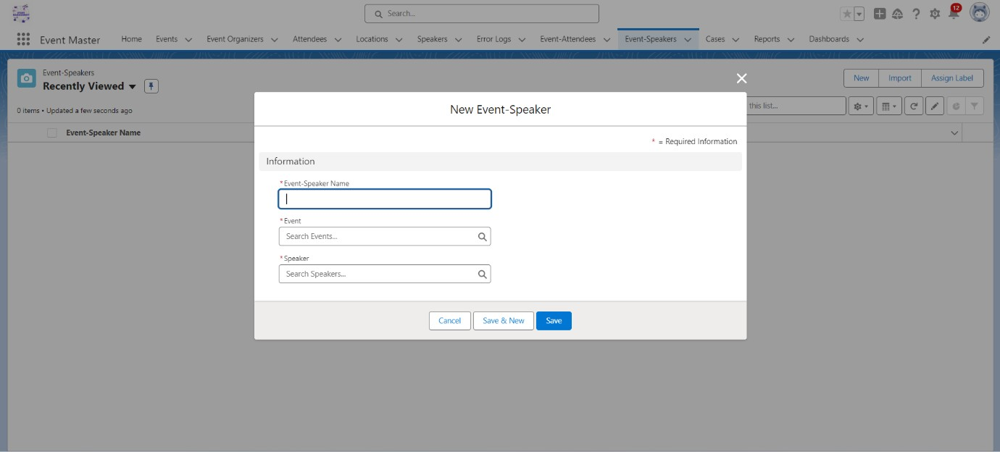 Search...
12
Event Master
Home
Events
Event Organizers
Attendees
Locations
Speakers
Error Logs
Event-Attendees
Event-Speakers
Cases
Reports
Dashboards
Event-Speakers
Recently Viewed
New
Import
Assign Label
0 items • Updated a few seconds ago
this list...
Event-Speaker Name
New Event-Speaker
* = Required Information
Information
*Event-Speaker Name
*Event
Search Events...
*Speaker
Search Speakers...
Cancel
Save & New
Save